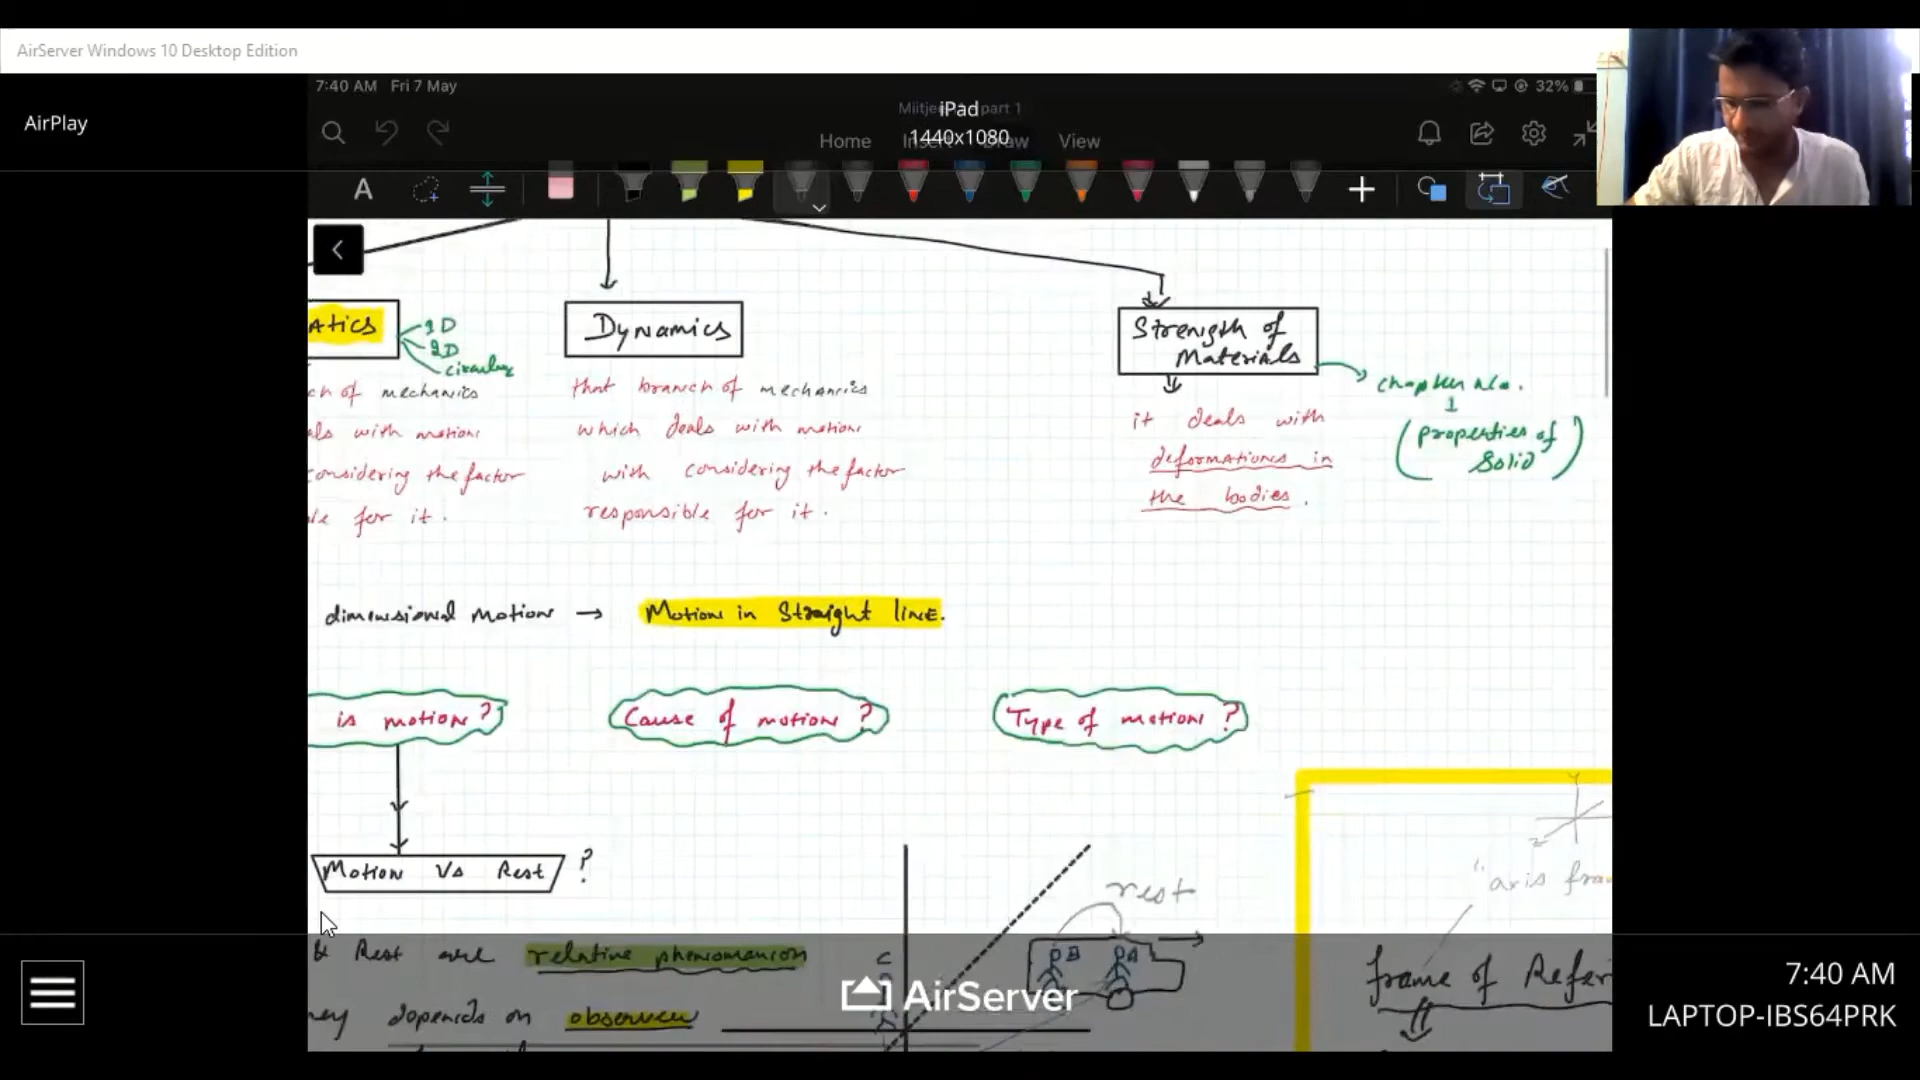 AirServer Windows 10 Desktop Edition
AirPlay
7:40 AM Fri 7 May
32%
part 1
iPad
1440x1080
Home
Draw
View
A
atics
1D
2D
circular
Dynamics
Strength of
Materials
ch of mechanics
als with motion
considering the factor
le for it.
that branch of mechanics
which deals with motion
with considering the factor
responsible for it.
it deals with
deformations in
the bodies.
chapter
(properties of
solid)
dimensional motion → Motion in Straight line.
is motion?
Cause of motion?
Type of motion?
Motion Vs Rest ?
rest
Y
Z
"axis
& Rest are relative phenomenon
depends on observer
C
B
A
frame of Refer
AirServer
7:40 AM
LAPTOP-IBS64PRK